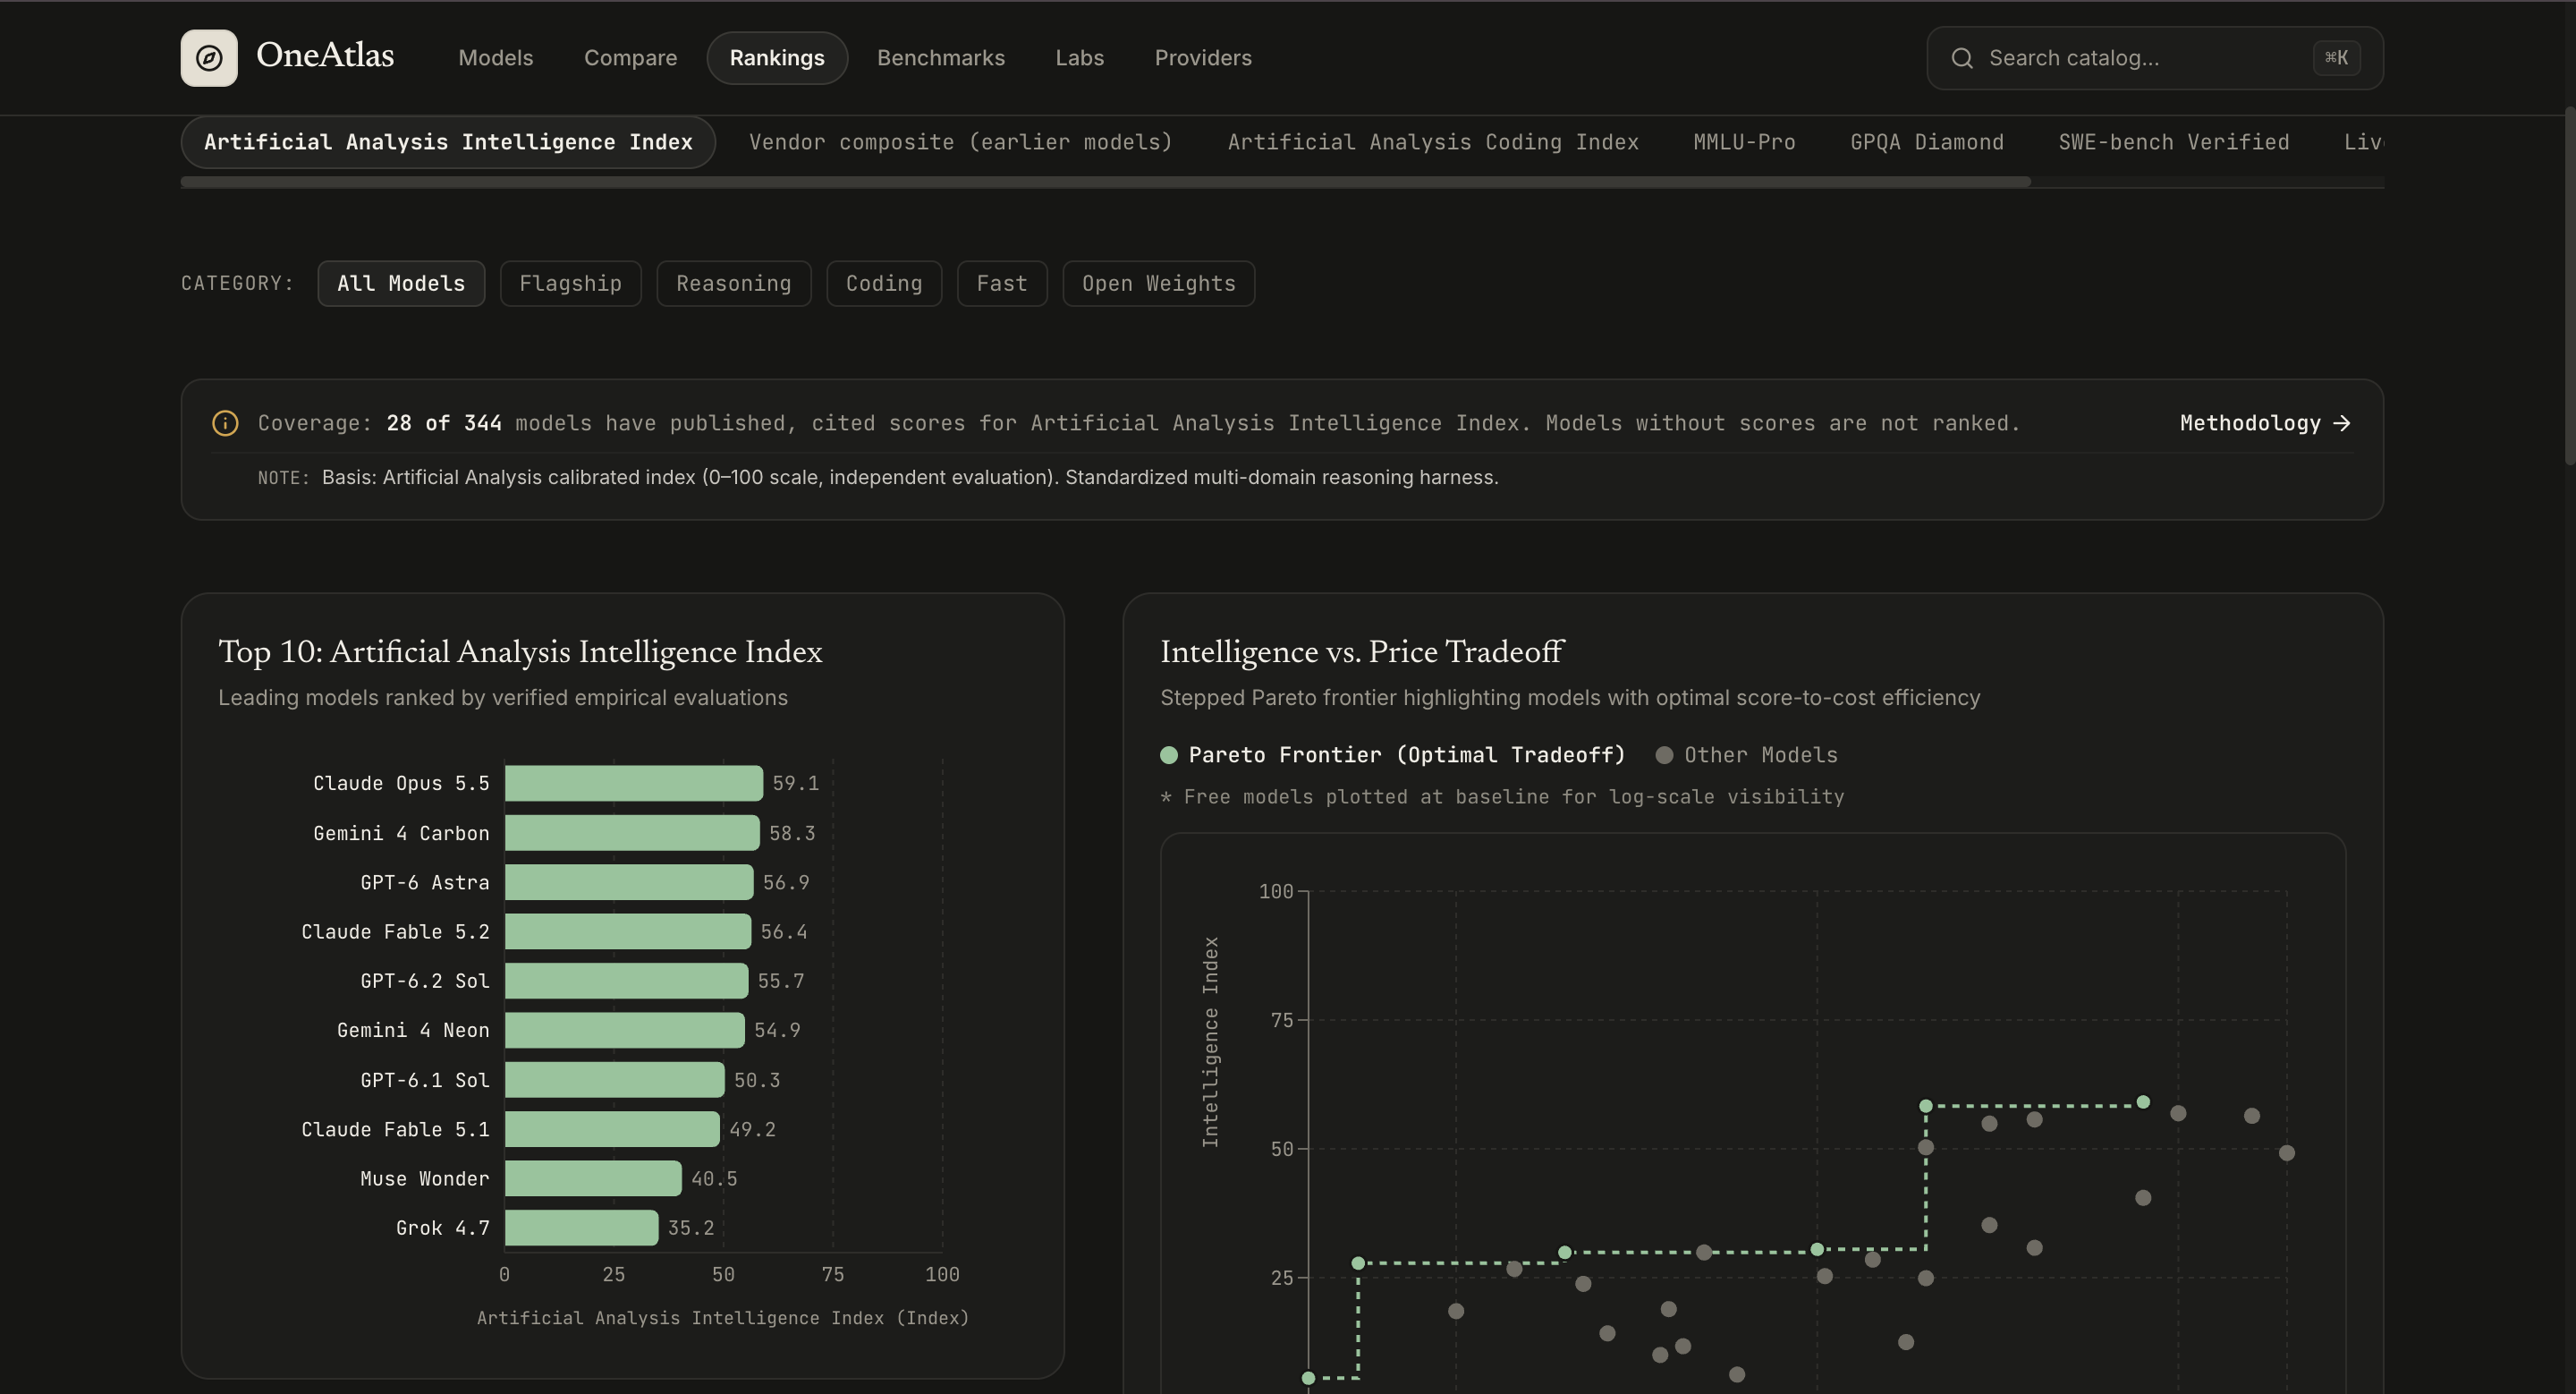 OneAtlas
Models
Compare
Rankings
Benchmarks
Labs
Providers
Search catalog...
⌘K
Artificial Analysis Intelligence Index
Vendor composite (earlier models)
Artificial Analysis Coding Index
MMLU-Pro
GPQA Diamond
SWE-bench Verified
CATEGORY:
All Models
Flagship
Reasoning
Coding
Fast
Open Weights
Coverage: 28 of 344 models have published, cited scores for Artificial Analysis Intelligence Index. Models without scores are not ranked.
Methodology →
NOTE: Basis: Artificial Analysis calibrated index (0–100 scale, independent evaluation). Standardized multi-domain reasoning harness.
Top 10: Artificial Analysis Intelligence Index
Leading models ranked by verified empirical evaluations
Claude Opus 5.5 59.1
Gemini 4 Carbon 58.3
GPT-6 Astra 56.9
Claude Fable 5.2 56.4
GPT-6.2 Sol 55.7
Gemini 4 Neon 54.9
GPT-6.1 Sol 50.3
Claude Fable 5.1 49.2
Muse Wonder 40.5
Grok 4.7 35.2
0 25 50 75 100
Artificial Analysis Intelligence Index (Index)
Intelligence vs. Price Tradeoff
Stepped Pareto frontier highlighting models with optimal score-to-cost efficiency
Pareto Frontier (Optimal Tradeoff)
Other Models
* Free models plotted at baseline for log-scale visibility
Intelligence Index
100
75
50
25